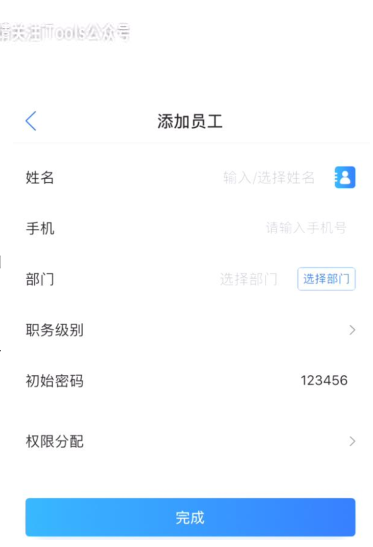 请关注iTools公众号
添加员工
姓名 输入/选择姓名
手机 请输入手机号
部门 选择部门 选择部门
职务级别
初始密码 123456
权限分配
完成